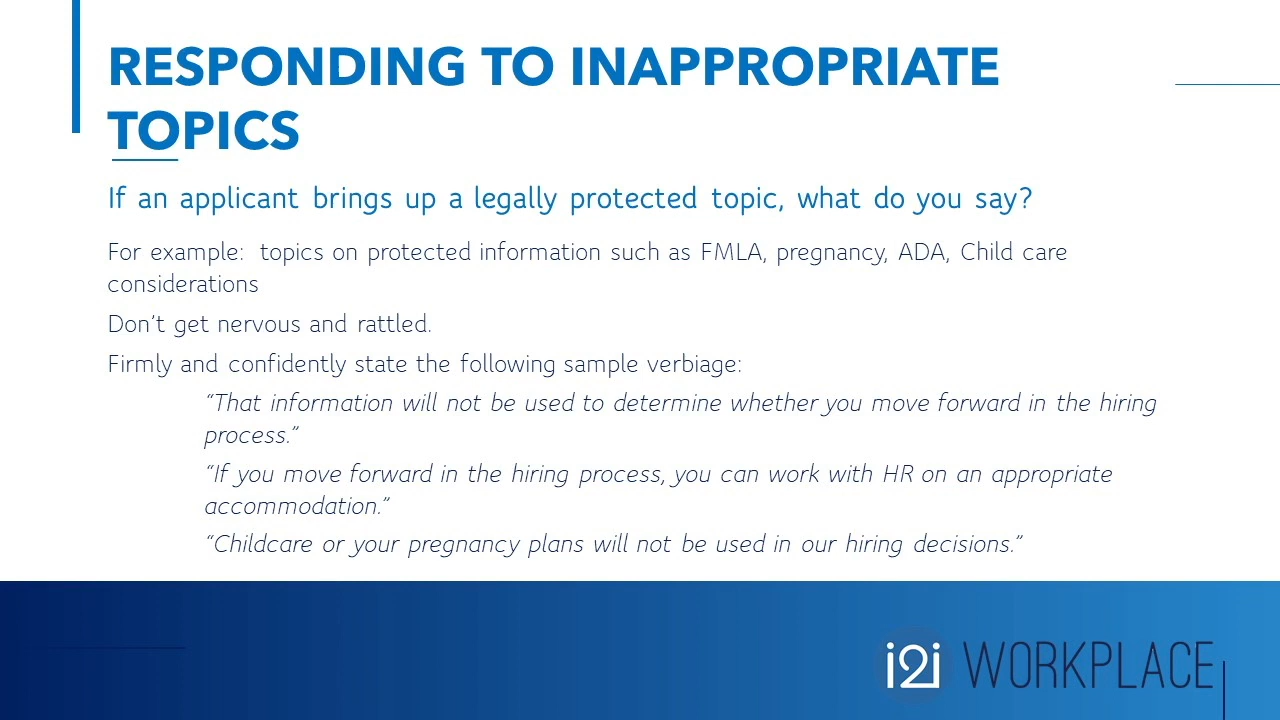 RESPONDING TO INAPPROPRIATE
TOPICS
If an applicant brings up a legally protected topic, what do you say?
For example:  topics on protected information such as FMLA, pregnancy, ADA, Child care
considerations
Don’t get nervous and rattled.
Firmly and confidently state the following sample verbiage:
“That information will not be used to determine whether you move forward in the hiring
process.”
“If you move forward in the hiring process, you can work with HR on an appropriate
accommodation.”
“Childcare or your pregnancy plans will not be used in our hiring decisions.”
i2i WORKPLACE